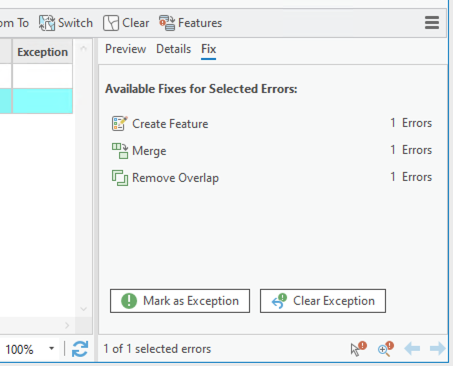 om To Switch Clear Features
Exception
Preview Details Fix
Available Fixes for Selected Errors:
Create Feature 1 Errors
Merge 1 Errors
Remove Overlap 1 Errors
Mark as Exception Clear Exception
100% 1 of 1 selected errors